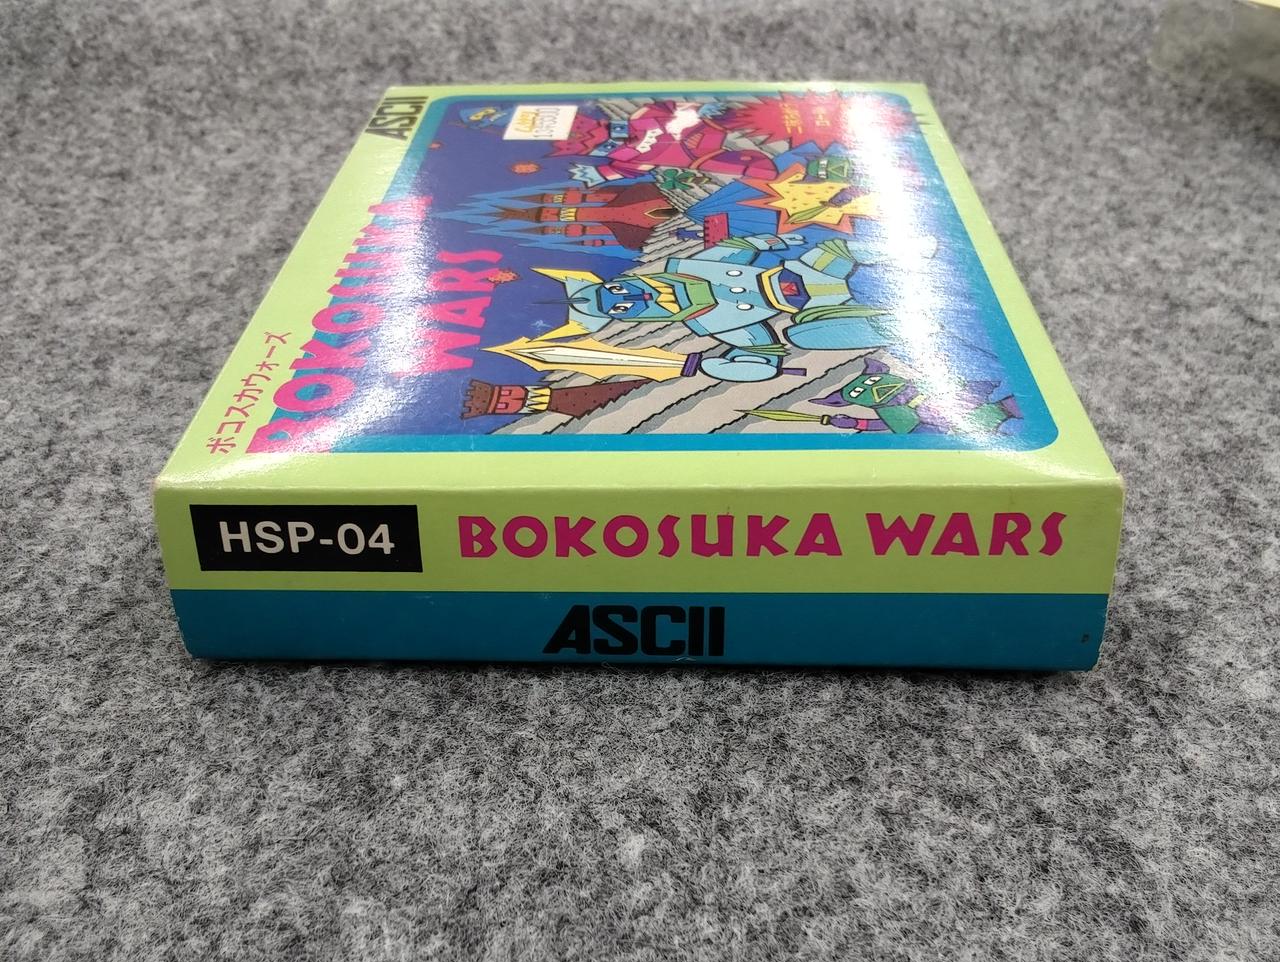 ASCII
ボコスカウォーズ
BOKOSUKA
WARS
HSP-04
BOKOSUKA WARS
ASCII